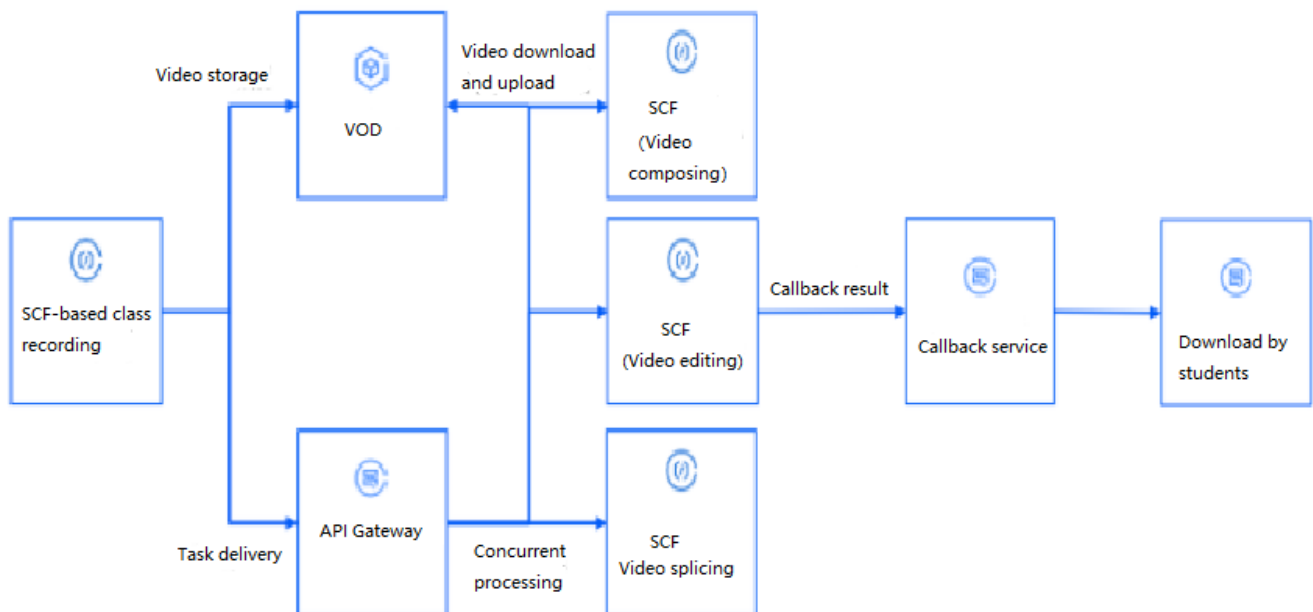 Video storage
VOD
Video download
and upload
SCF
(Video
composing)
SCF-based class
recording
SCF
(Video editing)
Callback result
Callback service
Download by
students
Task delivery
API Gateway
Concurrent
processing
SCF
Video splicing